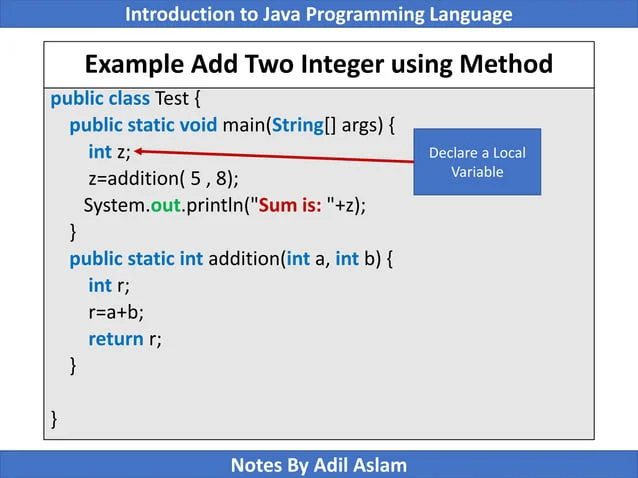 Introduction to Java Programming Language
Example Add Two Integer using Method
public class Test {
public static void main(String[] args) {
int z;
Declare a Local
Variable
z=addition( 5 , 8);
System.out.println("Sum is: "+z);
}
public static int addition(int a, int b) {
int r;
r=a+b;
return r;
}
}
Notes By Adil Aslam